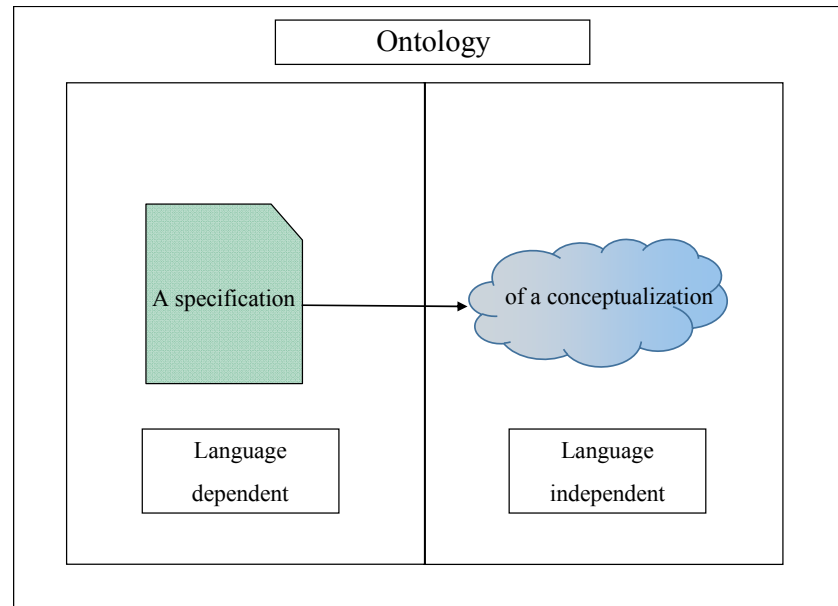 Ontology
A specification
of a conceptualization
Language
dependent
Language
independent